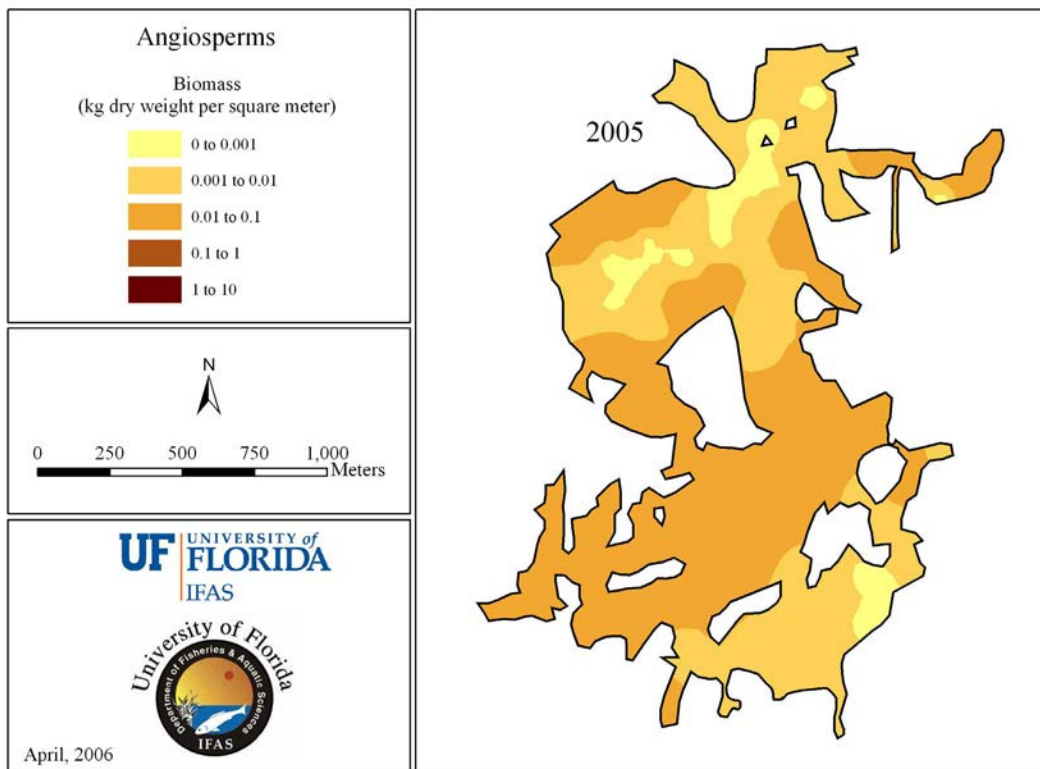 Angiosperms
Biomass
(kg dry weight per square meter)
0 to 0.001
0.001 to 0.01
0.01 to 0.1
0.1 to 1
1 to 10
N
0 250 500 750 1,000
Meters
UF UNIVERSITY of
FLORIDA
IFAS
University of Florida
Department of Fisheries & Aquatic Sciences
IFAS
April, 2006
2005